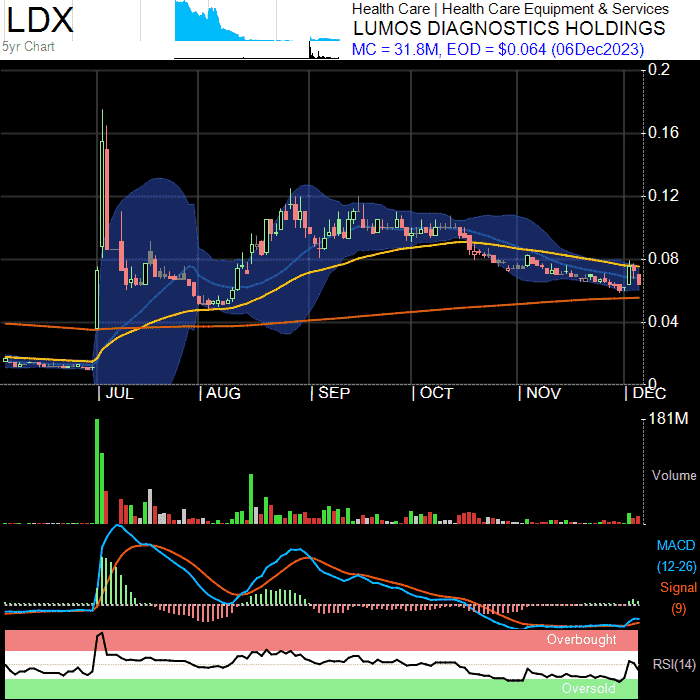 LDX
5yr Chart
Health Care | Health Care Equipment & Services
LUMOS DIAGNOSTICS HOLDINGS
MC = 31.8M, EOD = $0.064 (06Dec2023)
0.2
0.16
0.12
0.08
0.04
0
| JUL | AUG | SEP | OCT | NOV | DEC
181M
Volume
MACD
(12-26)
Signal
(9)
Overbought
RSI(14)
Oversold